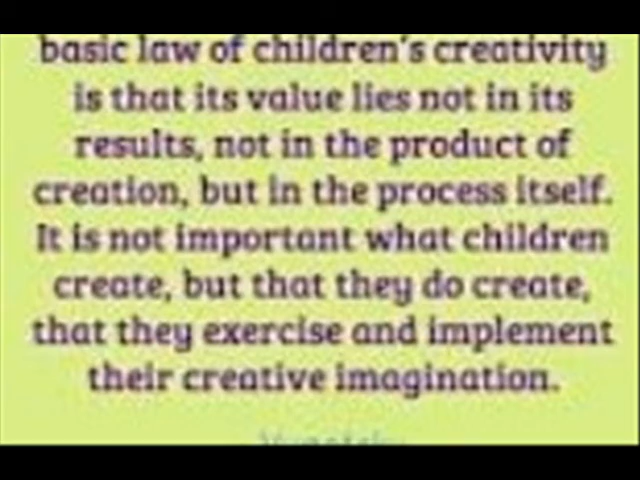 basic law of children's creativity
is that its value lies not in its
results, not in the product of
creation, but in the process itself.
It is not important what children
create, but that they do create,
that they exercise and implement
their creative imagination.